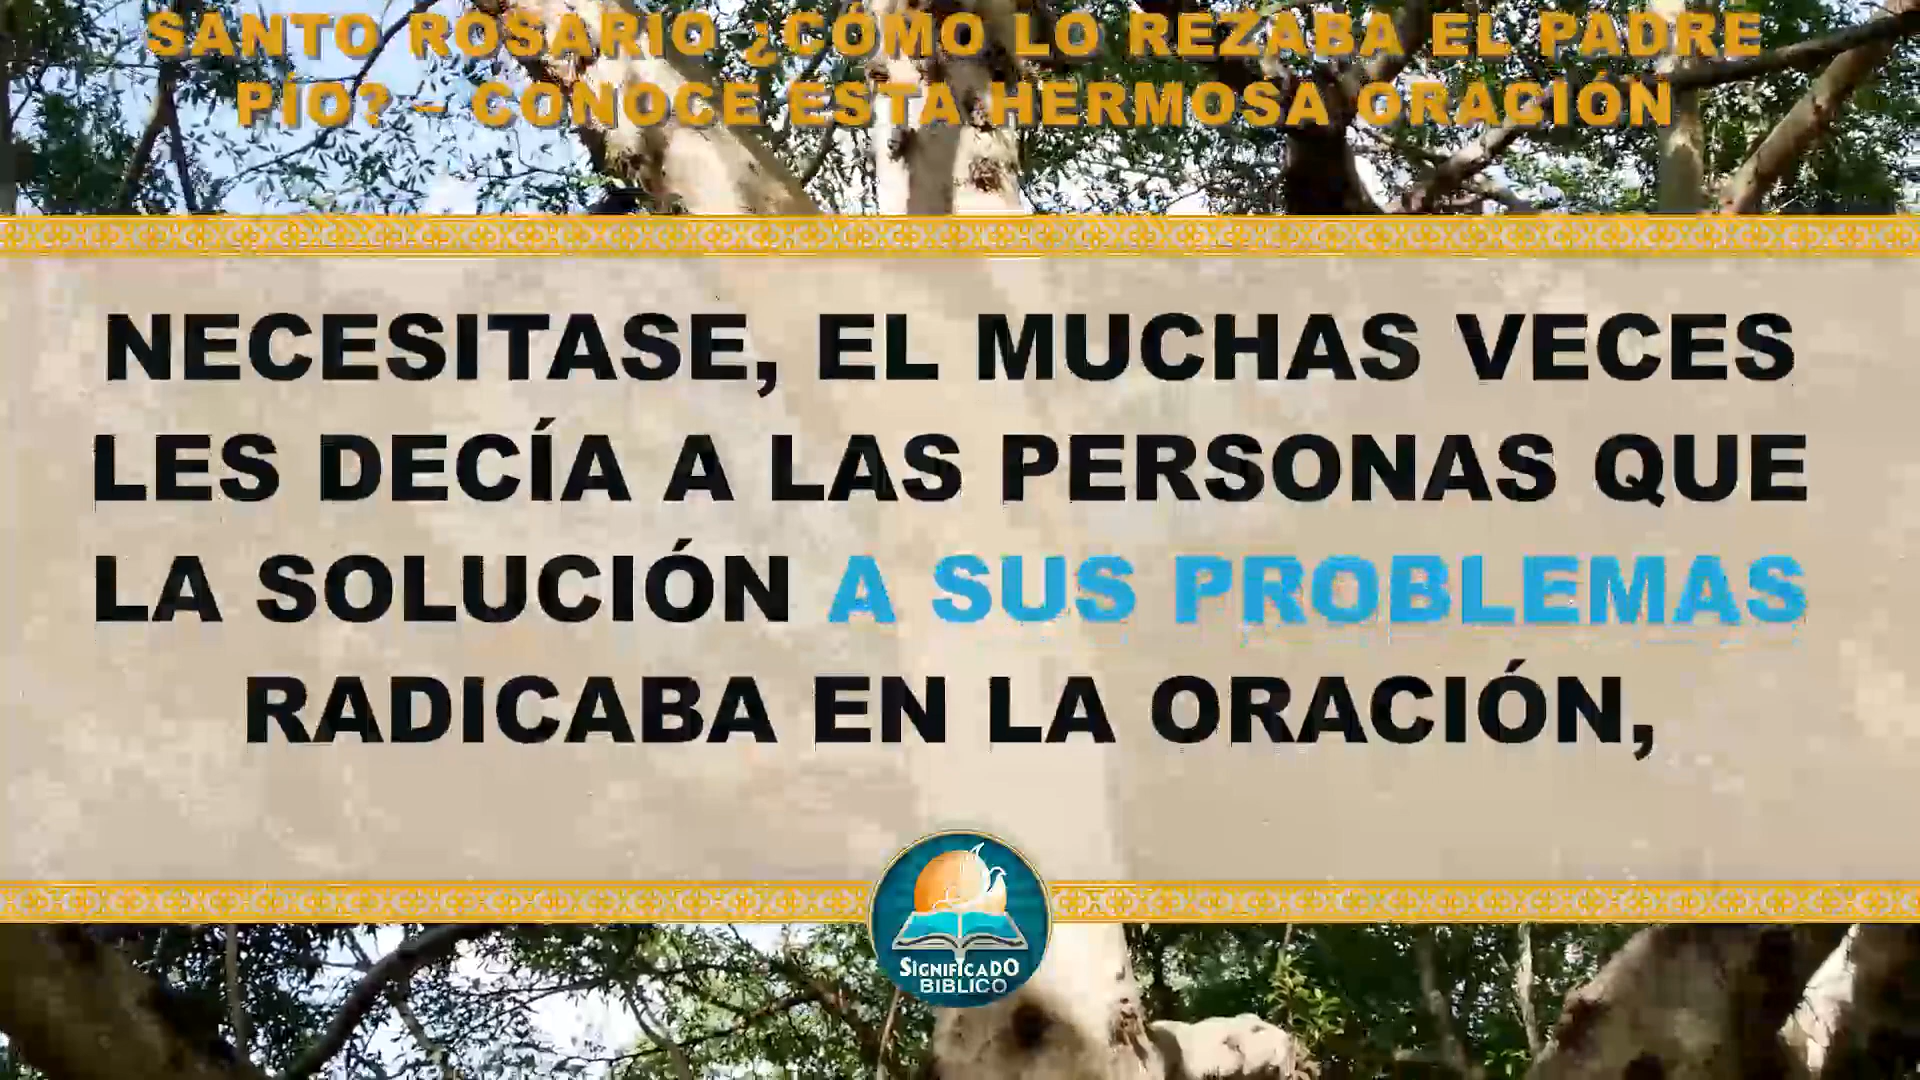 SANTO ROSARIO ¿CÓMO LO REZABA EL PADRE
PÍO? – CONOCE ESTA HERMOSA ORACIÓN
NECESITASE, EL MUCHAS VECES
LES DECÍA A LAS PERSONAS QUE
LA SOLUCIÓN A SUS PROBLEMAS
RADICABA EN LA ORACIÓN,
SIGNIFICADO
BIBLICO